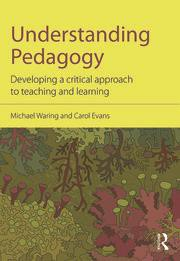 Understanding
Pedagogy
Developing a critical approach
to teaching and learning
Michael Waring and Carol Evans
R